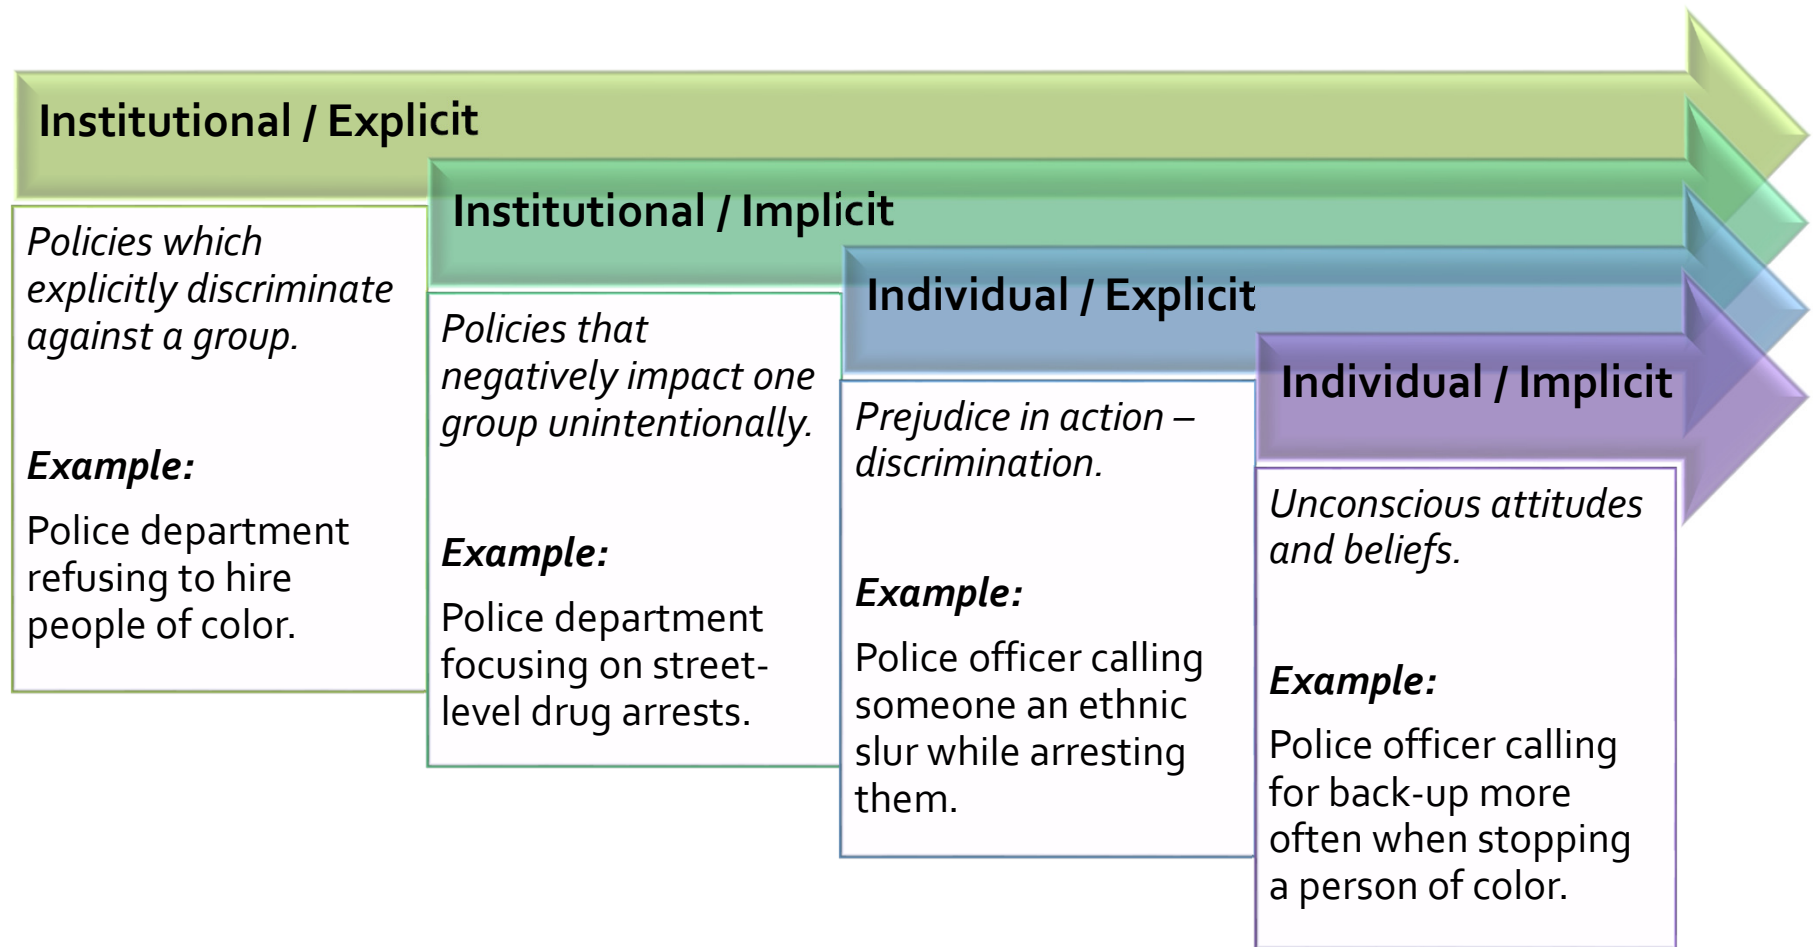 Institutional / Explicit
Policies which
explicitly discriminate
against a group.
Example:
Police department
refusing to hire
people of color.
Institutional / Implicit
Policies that
negatively impact one
group unintentionally.
Example:
Police department
focusing on street-
level drug arrests.
Individual / Explicit
Prejudice in action –
discrimination.
Example:
Police officer calling
someone an ethnic
slur while arresting
them.
Individual / Implicit
Unconscious attitudes
and beliefs.
Example:
Police officer calling
for back-up more
often when stopping
a person of color.